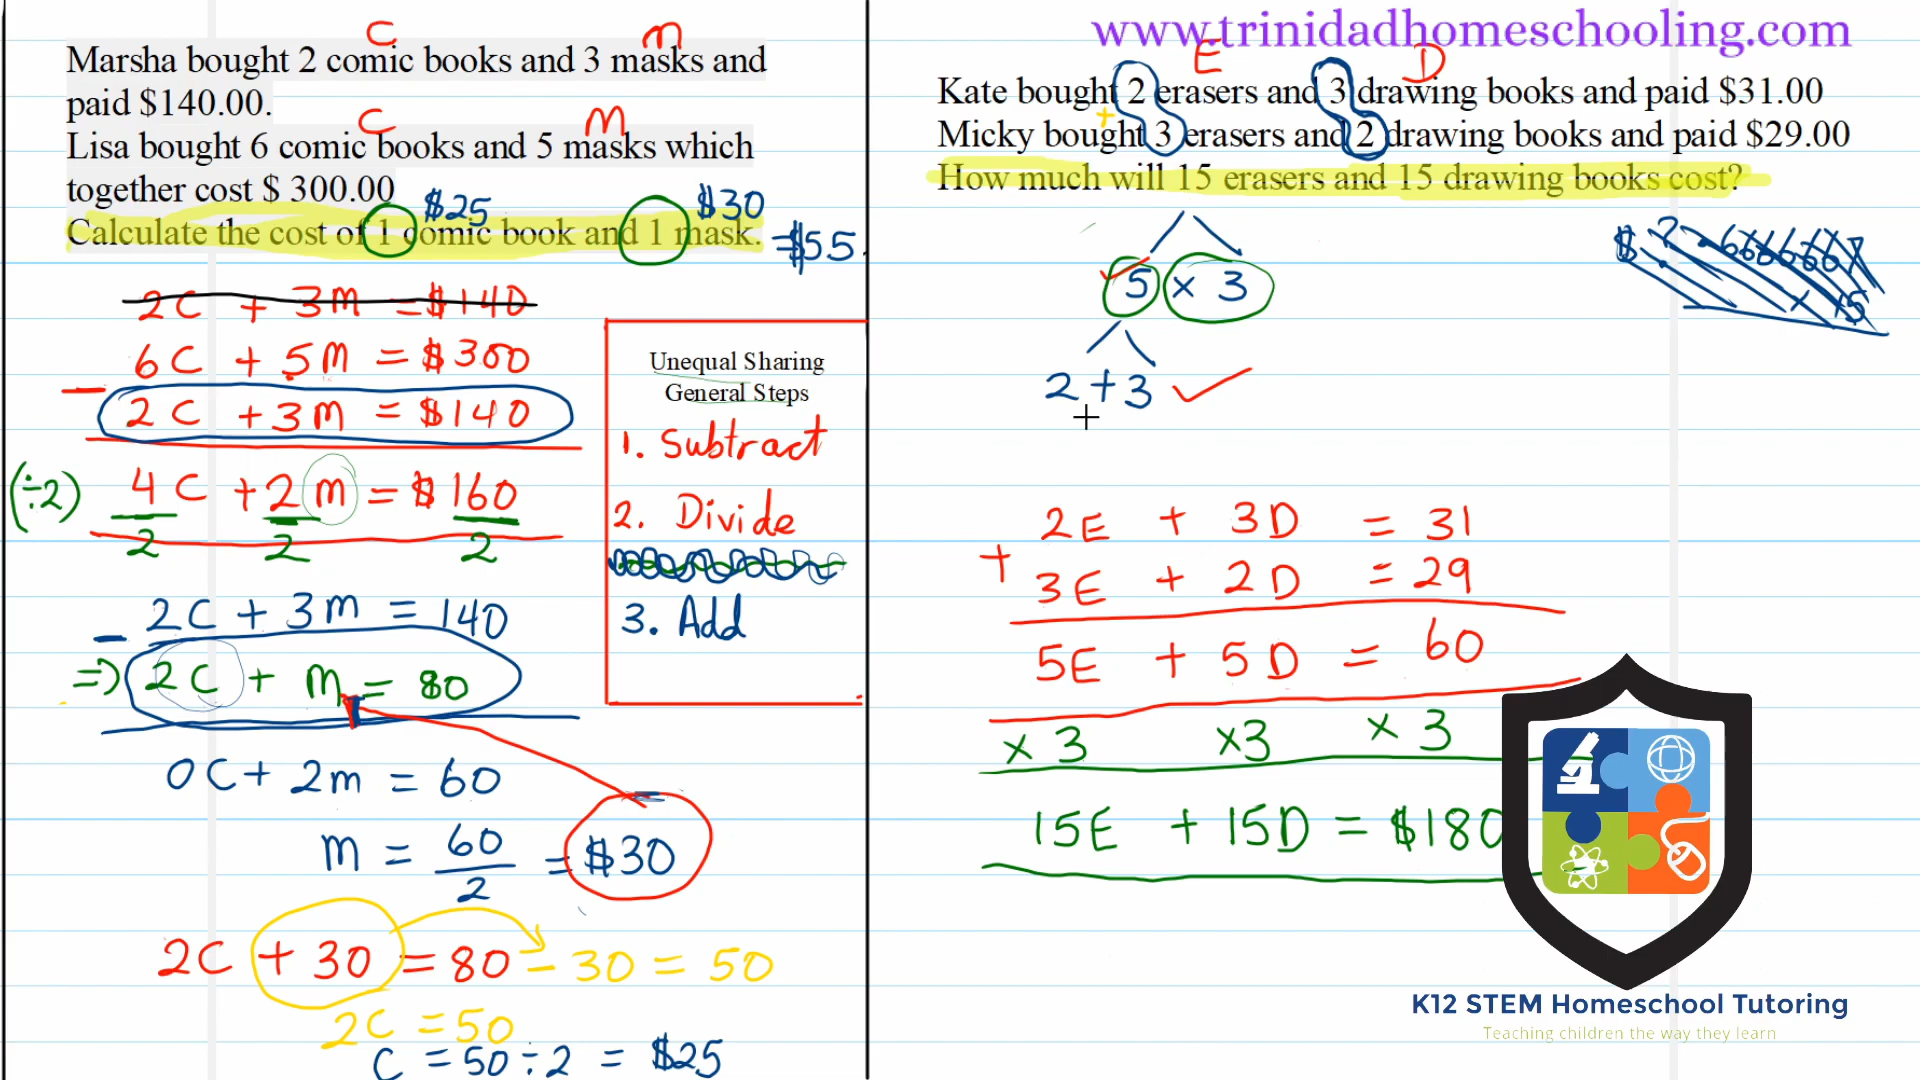 www.trinidadhomeschooling.com
C m
Marsha bought 2 comic books and 3 masks and
paid $140.00.
C m
Lisa bought 6 comic books and 5 masks which
together cost $ 300.00
$25 $30
Calculate the cost of 1 comic book and 1 mask. = $55
2C + 3m = $140
6C + 5m = $300
− 2C + 3m = $140
(÷2) 4C + 2m = $160
2 2 2
2C + 3m = 140
−
=> 2C + m = 80
0C + 2m = 60
m = 60/2 = $30
2C + 30 = 80 − 30 = 50
2C = 50
C = 50 ÷ 2 = $25
Unequal Sharing
General Steps
1. Subtract
2. Divide
3. Add
E D
Kate bought 2 erasers and 3 drawing books and paid $31.00
+
Micky bought 3 erasers and 2 drawing books and paid $29.00
How much will 15 erasers and 15 drawing books cost?
5 × 3
2 + 3
2E + 3D = 31
+ 3E + 2D = 29
5E + 5D = 60
× 3 ×3 × 3
15E + 15D = $180
K12 STEM Homeschool Tutoring
Teaching children the way they learn